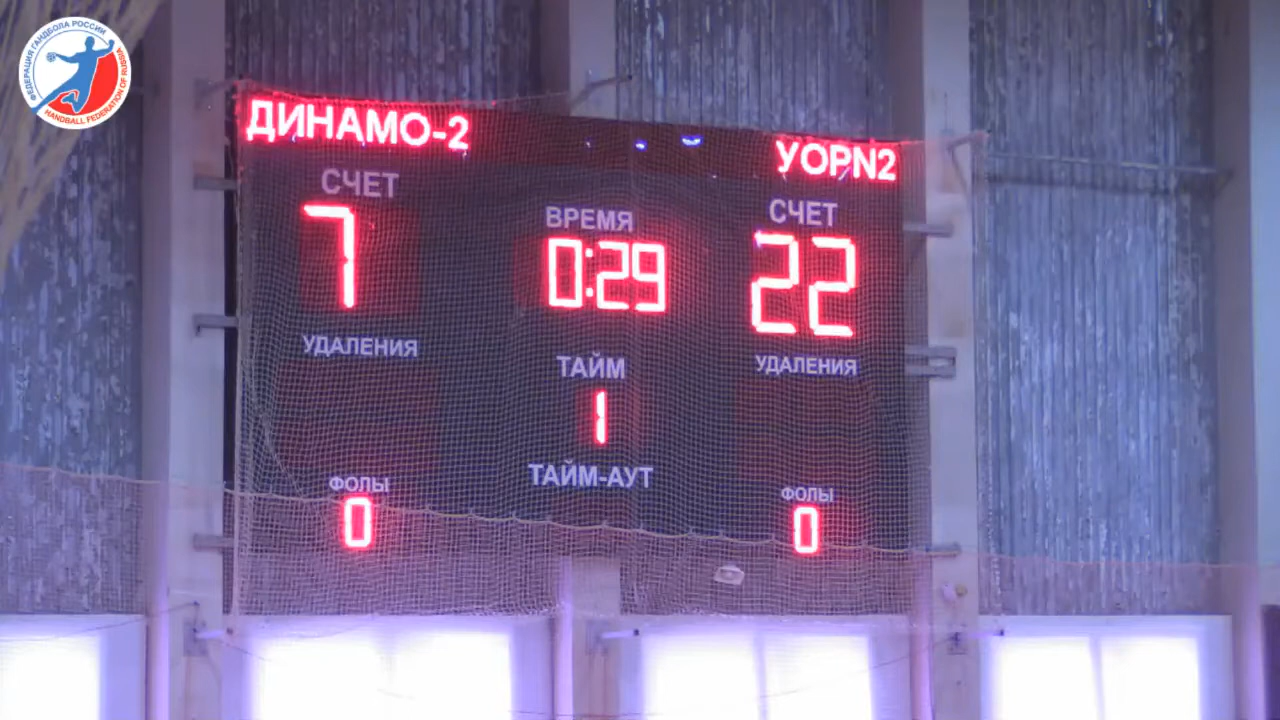 ФЕДЕРАЦИЯ ГАНДБОЛА РОССИИ
HANDBALL FEDERATION OF RUSSIA
ДИНАМО-2 УОРN2
СЧЕТ ВРЕМЯ СЧЕТ
7 0:29 22
УДАЛЕНИЯ ТАЙМ УДАЛЕНИЯ
1
ТАЙМ-АУТ
ФОЛЫ ФОЛЫ
0 0